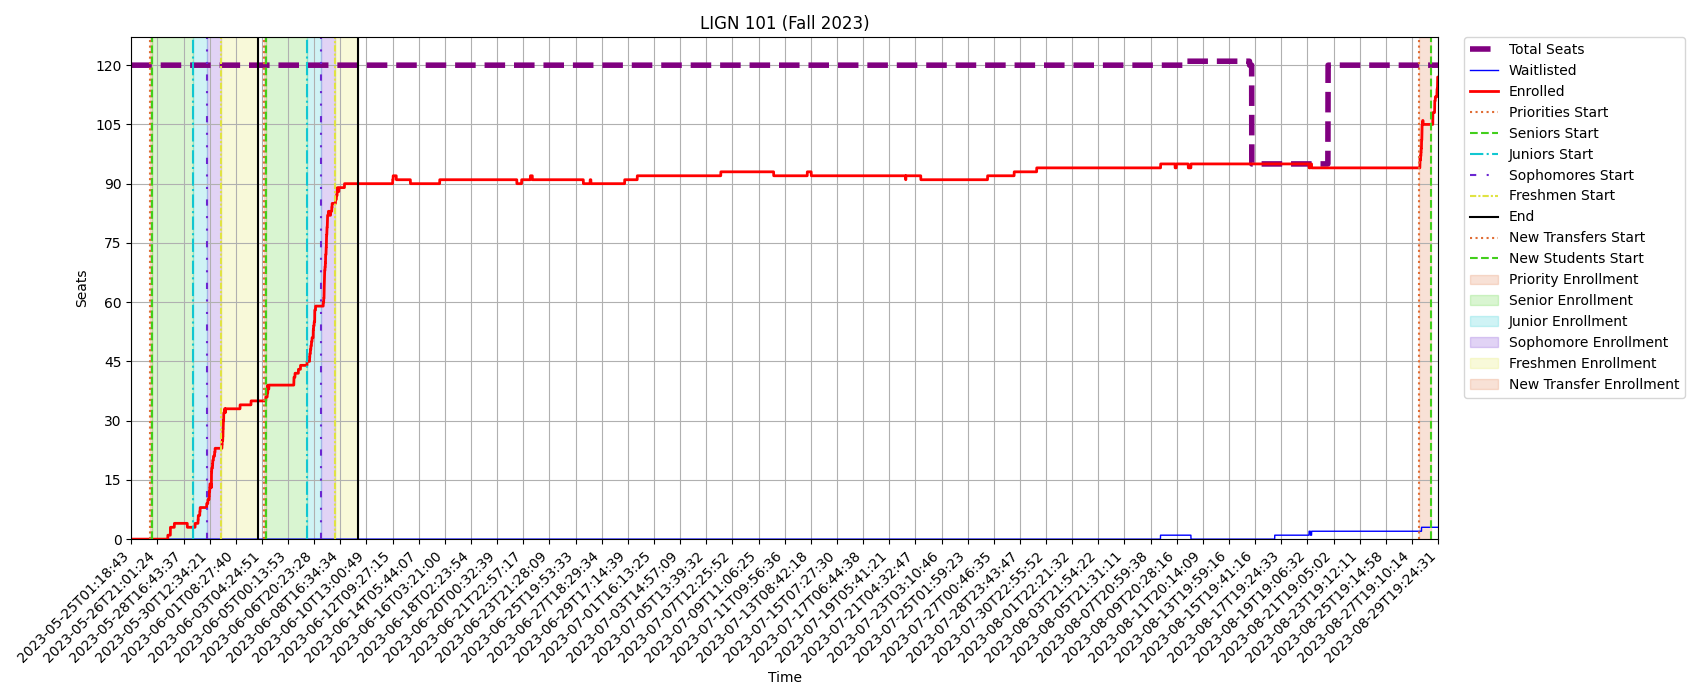 LIGN 101 (Fall 2023)
Seats
120
105
90
75
60
45
30
15
0
2023-05-25T01:18:43
2023-05-26T21:01:24
2023-05-28T16:43:37
2023-05-30T12:34:21
2023-06-01T08:27:40
2023-06-03T04:24:51
2023-06-05T00:13:53
2023-06-06T20:23:28
2023-06-08T16:34:34
2023-06-10T13:00:49
2023-06-12T09:27:15
2023-06-14T05:44:07
2023-06-16T03:21:00
2023-06-18T02:23:54
2023-06-20T00:32:39
2023-06-21T22:57:17
2023-06-23T21:28:09
2023-06-25T19:53:33
2023-06-27T18:29:34
2023-06-29T17:14:39
2023-07-01T16:13:25
2023-07-03T14:57:09
2023-07-05T13:39:32
2023-07-07T12:25:52
2023-07-09T11:06:25
2023-07-11T09:56:36
2023-07-13T08:42:18
2023-07-15T07:27:30
2023-07-17T06:44:38
2023-07-19T05:41:21
2023-07-21T04:32:47
2023-07-23T03:10:46
2023-07-25T01:59:23
2023-07-27T00:46:35
2023-07-28T23:43:47
2023-07-30T22:55:52
2023-08-01T22:21:32
2023-08-03T21:54:22
2023-08-05T21:31:11
2023-08-07T20:59:38
2023-08-09T20:28:16
2023-08-11T20:14:09
2023-08-13T19:59:16
2023-08-15T19:41:16
2023-08-17T19:24:33
2023-08-19T19:06:32
2023-08-21T19:05:02
2023-08-23T19:12:11
2023-08-25T19:14:58
2023-08-27T19:10:14
2023-08-29T19:24:31
Time
Total Seats
Waitlisted
Enrolled
Priorities Start
Seniors Start
Juniors Start
Sophomores Start
Freshmen Start
End
New Transfers Start
New Students Start
Priority Enrollment
Senior Enrollment
Junior Enrollment
Sophomore Enrollment
Freshmen Enrollment
New Transfer Enrollment